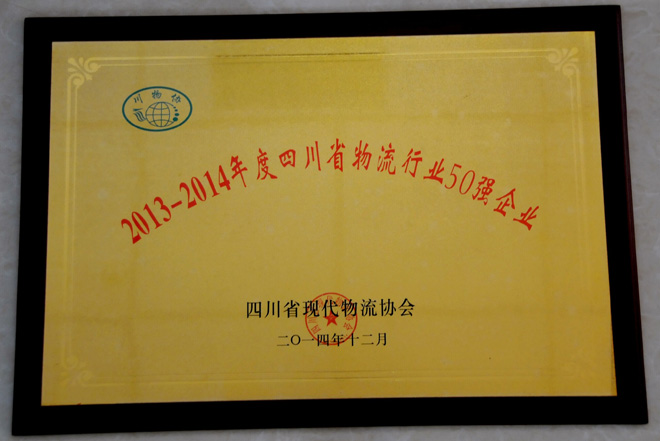 川物协
2013-2014年度四川省物流行业50强企业
四川省现代物流协会
二〇一四年十二月